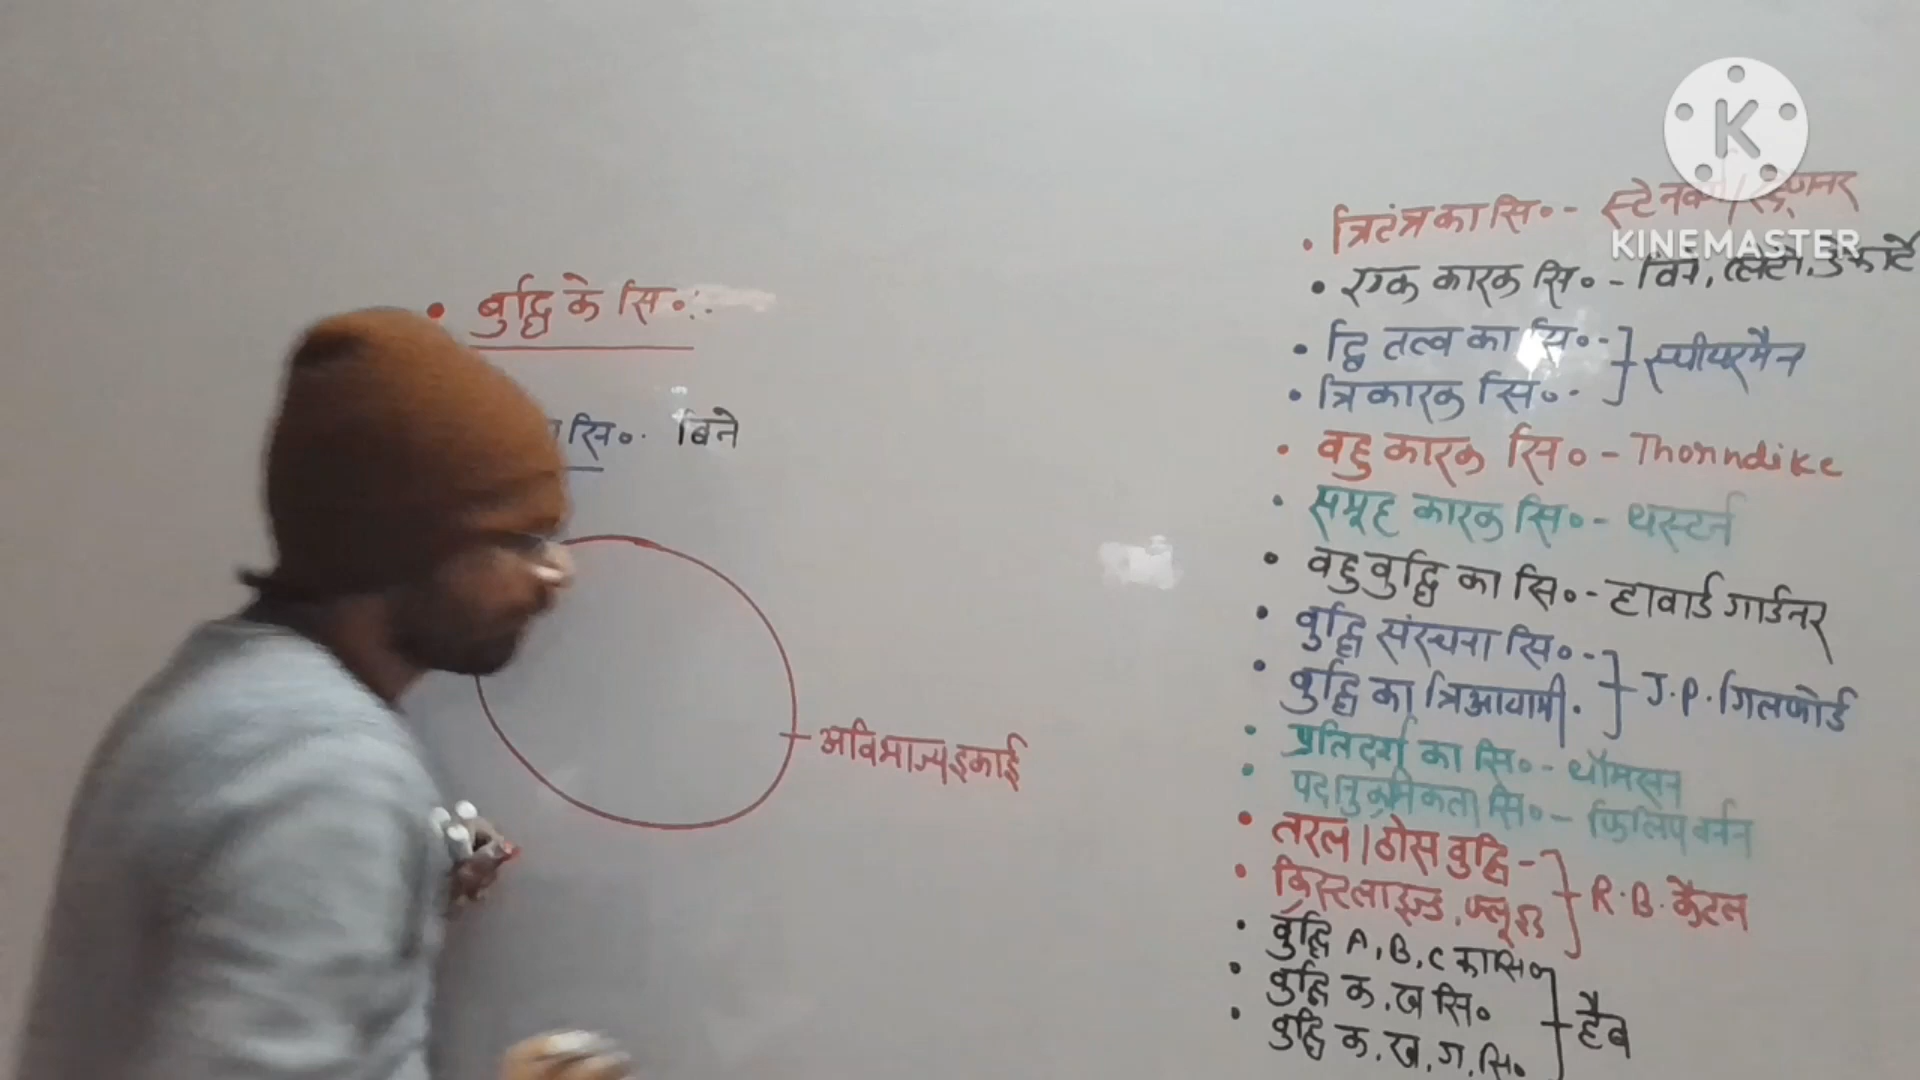 K
KINEMASTER
• बुद्धि के सि०:-
सि०- बिने
अविभाज्य इकाई
• त्रितंत्र का सि० -
• एक कारक सि० - बिने, प्लेटो, डेकार्टे
• द्वि तत्व का सि० -
• त्रिकारक सि० - ] स्पीयरमैन
• बहु कारक सि० - Thorndike
• समूह कारक सि० - थर्स्टन
• बहु बुद्धि का सि० - हावार्ड गार्डनर
• बुद्धि संरचना सि० -
• बुद्धि का त्रिआयामी. ] J.P. गिलफोर्ड
• प्रतिदर्श का सि० - थौमसन
• पदानुक्रमिकता सि० - फिलिप वर्नन
• तरल / ठोस बुद्धि -
• क्रिस्टलाइज्ड, फ्लूइड ] R.B. कैटल
• बुद्धि A, B, C का सि०
• बुद्धि क, ख सि०
• बुद्धि क, ख, ग, सि० ] हैब